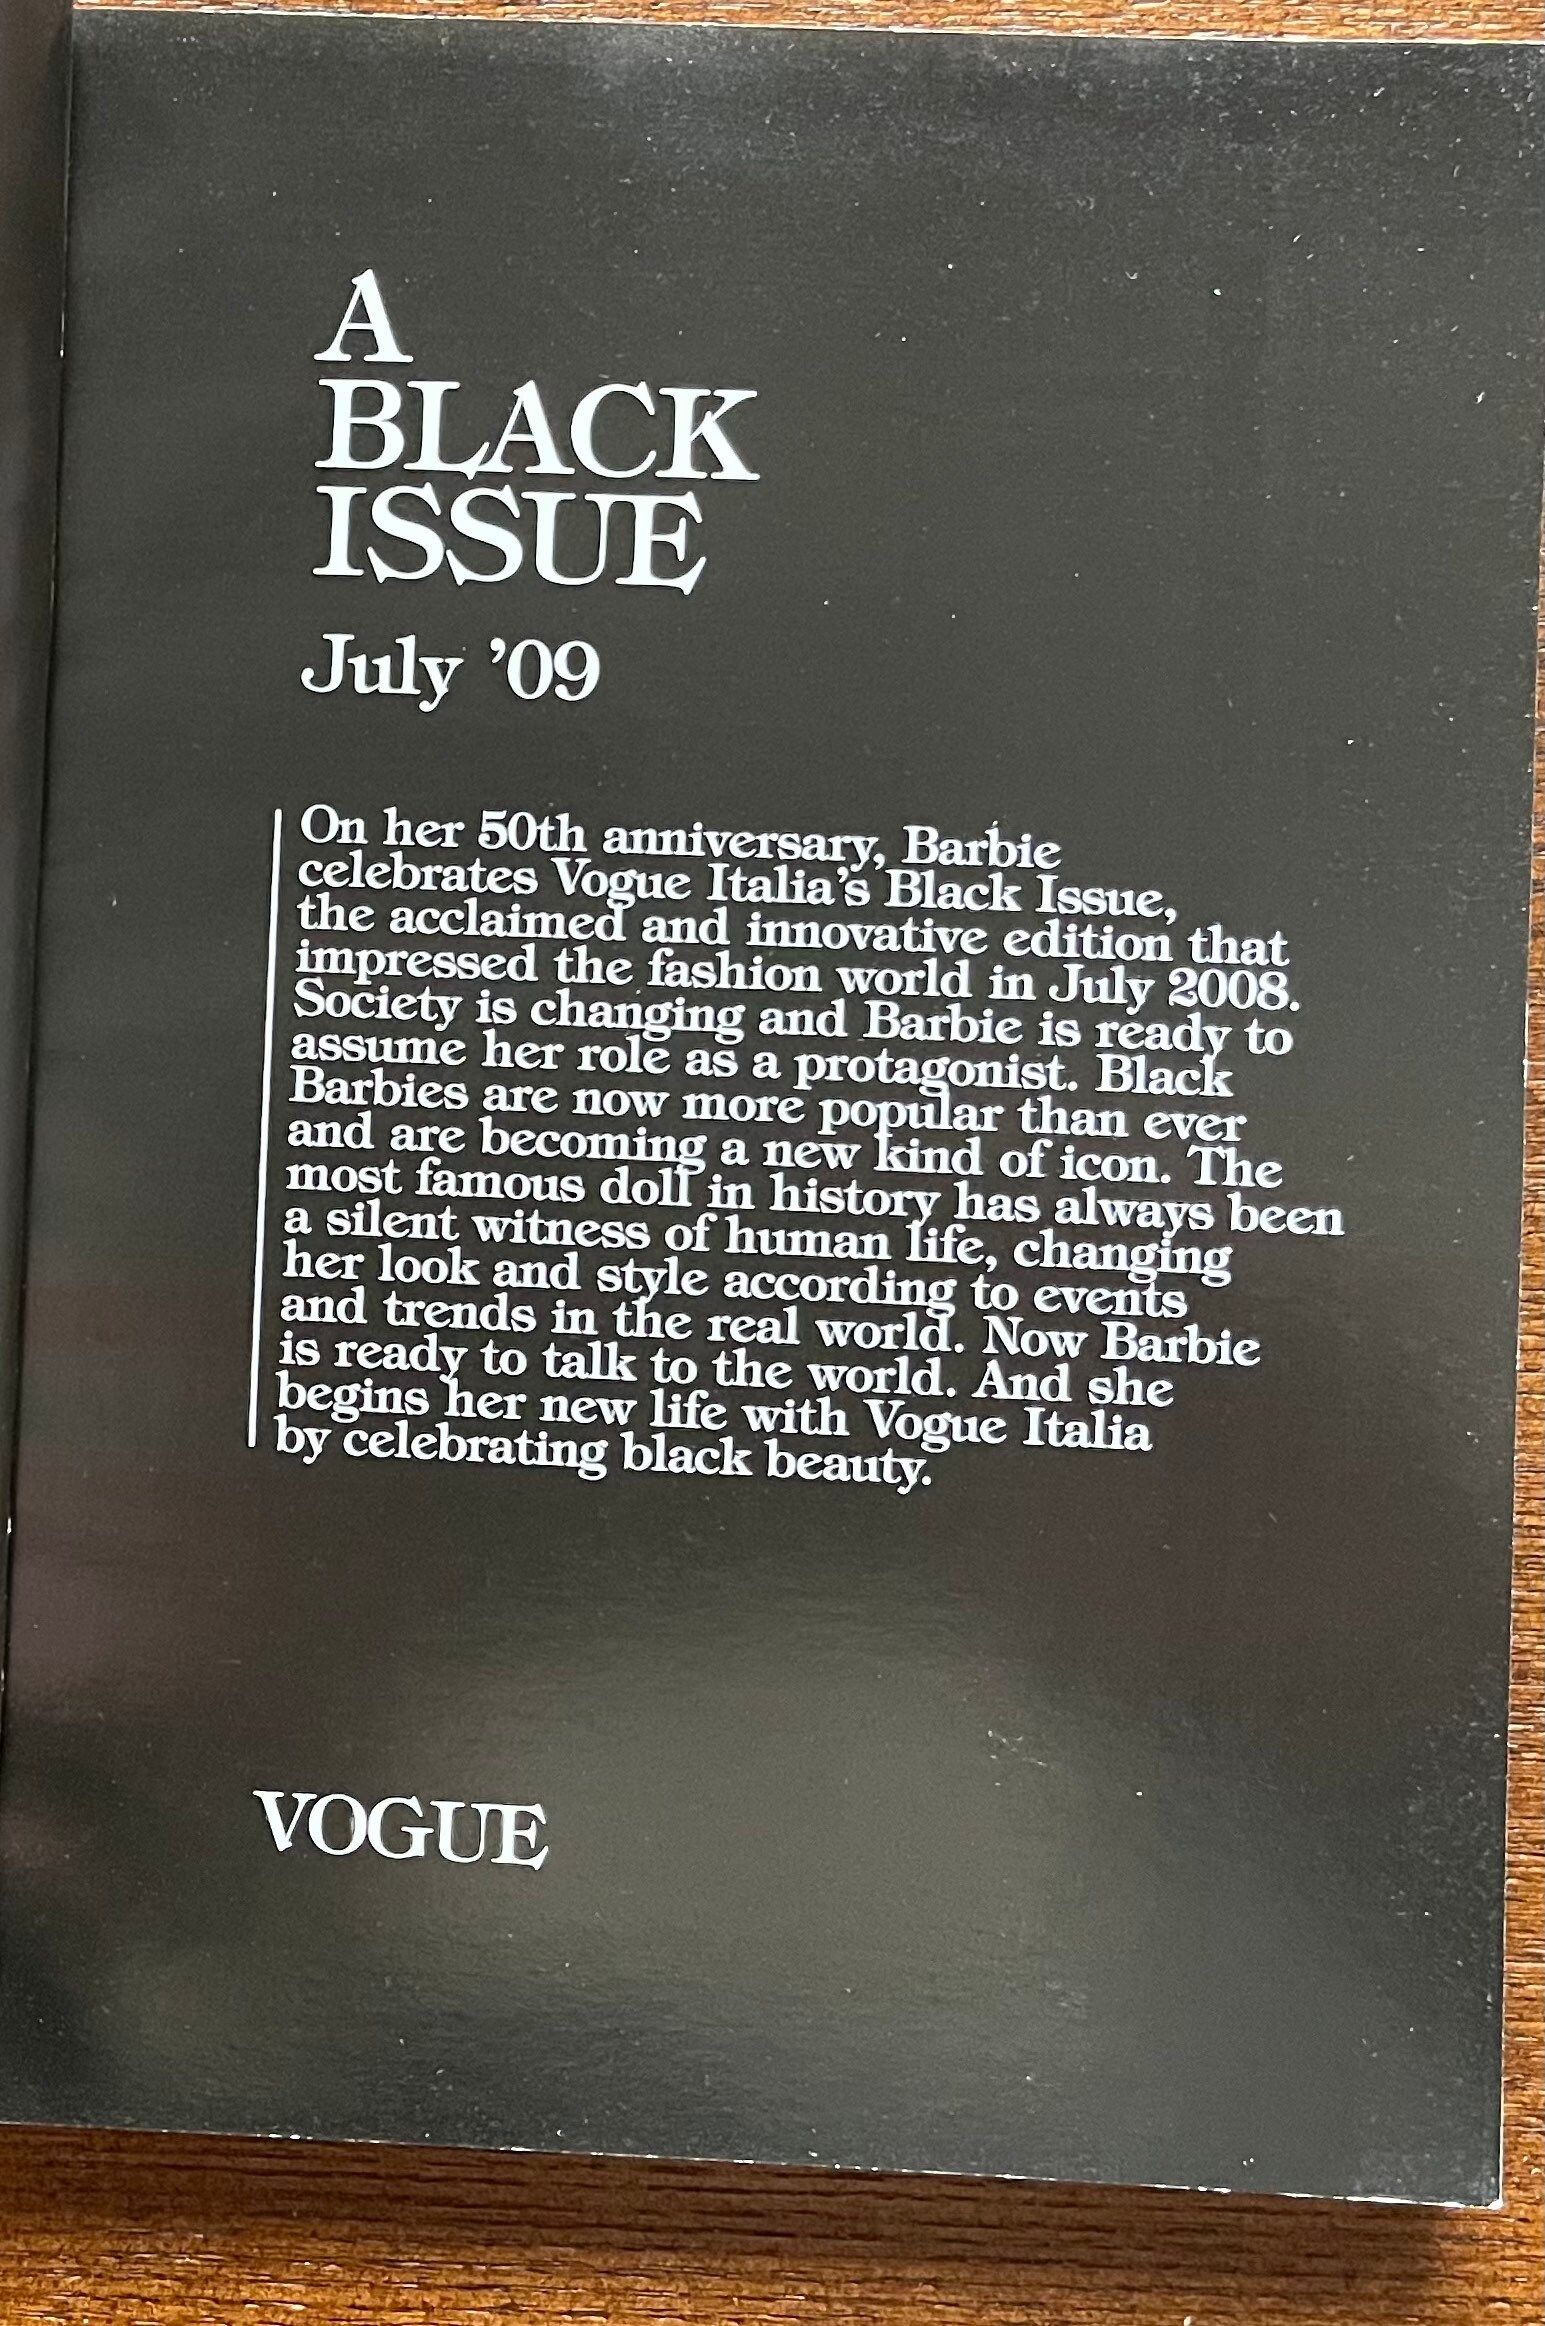 A
BLACK
ISSUE
July ’09
On her 50th anniversary, Barbie
celebrates Vogue Italia’s Black Issue,
the acclaimed and innovative edition that
impressed the fashion world in July 2008.
Society is changing and Barbie is ready to
assume her role as a protagonist. Black
Barbies are now more popular than ever
and are becoming a new kind of icon. The
most famous doll in history has always been
a silent witness of human life, changing
her look and style according to events
and trends in the real world. Now Barbie
is ready to talk to the world. And she
begins her new life with Vogue Italia
by celebrating black beauty.
VOGUE